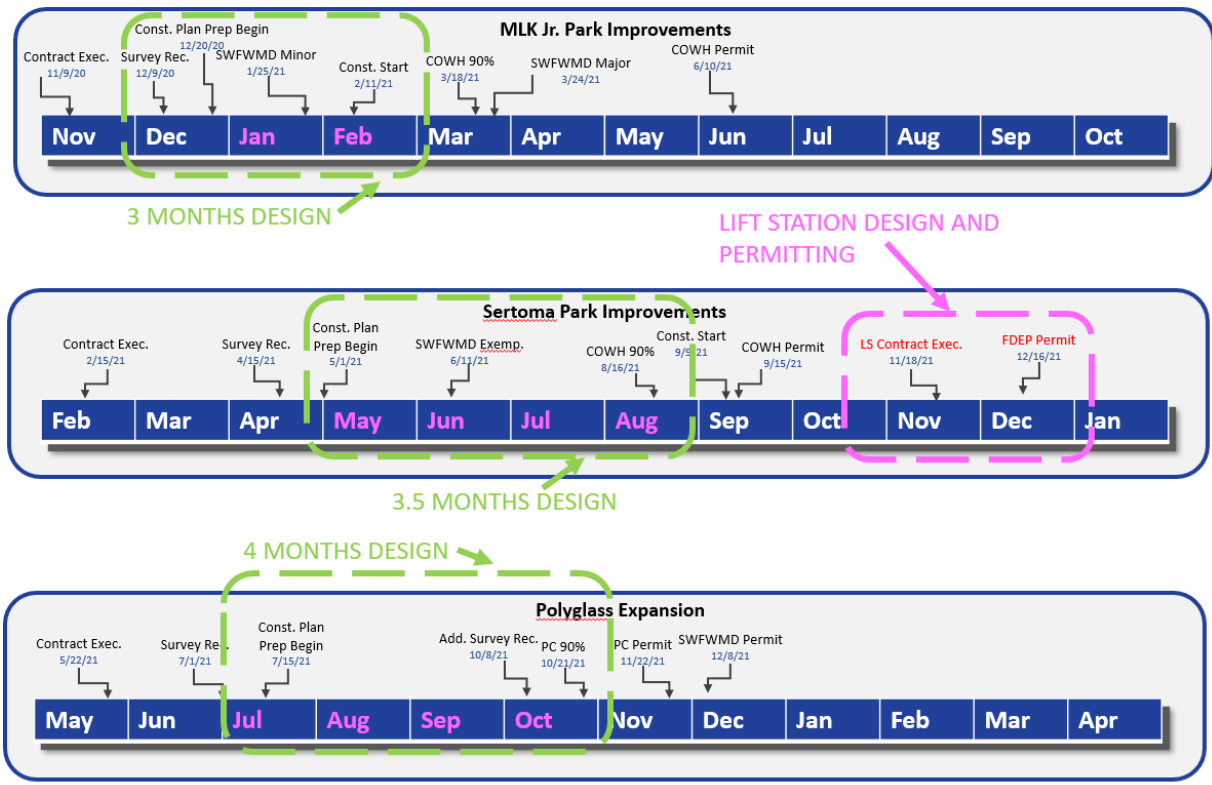 MLK Jr. Park Improvements
Const. Plan Prep Begin
12/20/20
Contract Exec.
11/9/20
Survey Rec.
12/9/20
SWFWMD Minor
1/25/21
Const. Start
2/11/21
COWH 90%
3/18/21
SWFWMD Major
3/24/21
COWH Permit
6/10/21
Nov Dec Jan Feb Mar Apr May Jun Jul Aug Sep Oct
3 MONTHS DESIGN
LIFT STATION DESIGN AND
PERMITTING
Sertoma Park Improvements
Contract Exec.
2/15/21
Survey Rec.
4/15/21
Const. Plan
Prep Begin
5/1/21
SWFWMD Exemp.
6/11/21
COWH 90%
8/16/21
Const. Start
9/9/21
COWH Permit
9/15/21
LS Contract Exec.
11/18/21
FDEP Permit
12/16/21
Feb Mar Apr May Jun Jul Aug Sep Oct Nov Dec Jan
3.5 MONTHS DESIGN
4 MONTHS DESIGN
Polyglass Expansion
Contract Exec.
5/22/21
Survey Rec.
7/1/21
Const. Plan
Prep Begin
7/15/21
Add. Survey Rec.
10/8/21
PC 90%
10/21/21
PC Permit
11/22/21
SWFWMD Permit
12/8/21
May Jun Jul Aug Sep Oct Nov Dec Jan Feb Mar Apr